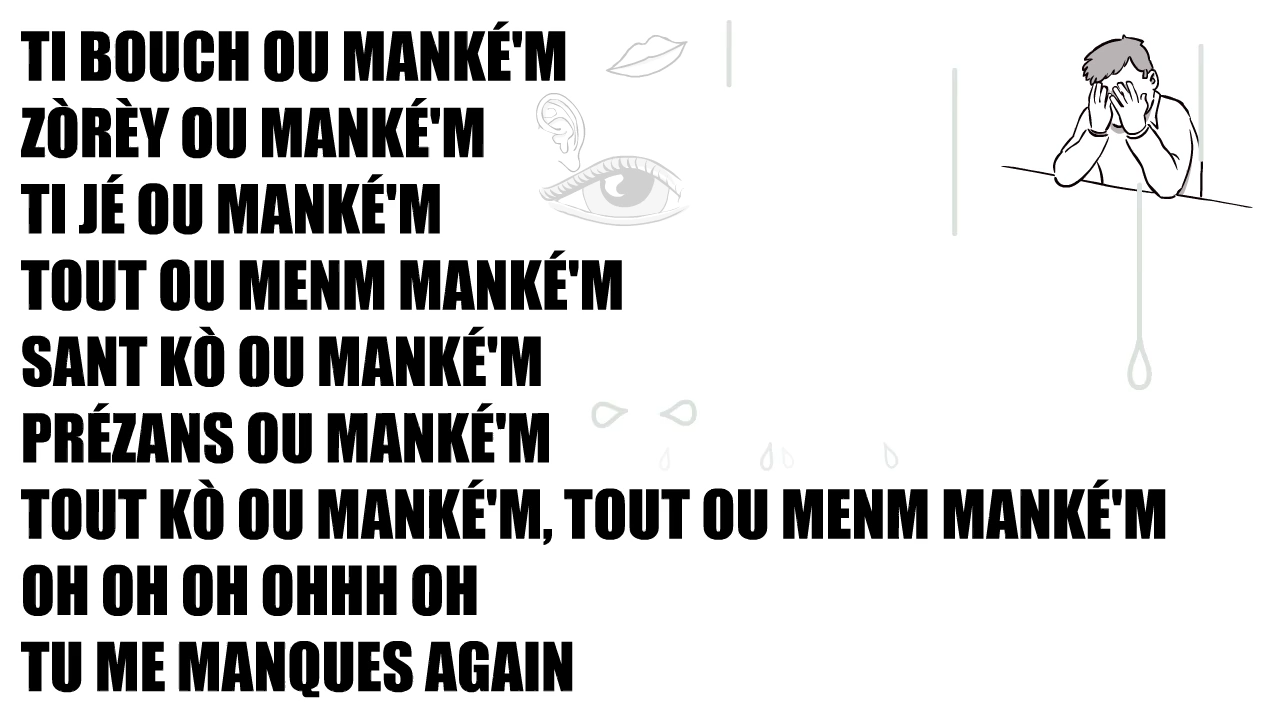 TI BOUCH OU MANKÉ'M
ZÒRÈY OU MANKÉ'M
TI JÉ OU MANKÉ'M
TOUT OU MENM MANKÉ'M
SANT KÒ OU MANKÉ'M
PRÉZANS OU MANKÉ'M
TOUT KÒ OU MANKÉ'M, TOUT OU MENM MANKÉ'M
OH OH OH OHHH OH
TU ME MANQUES AGAIN